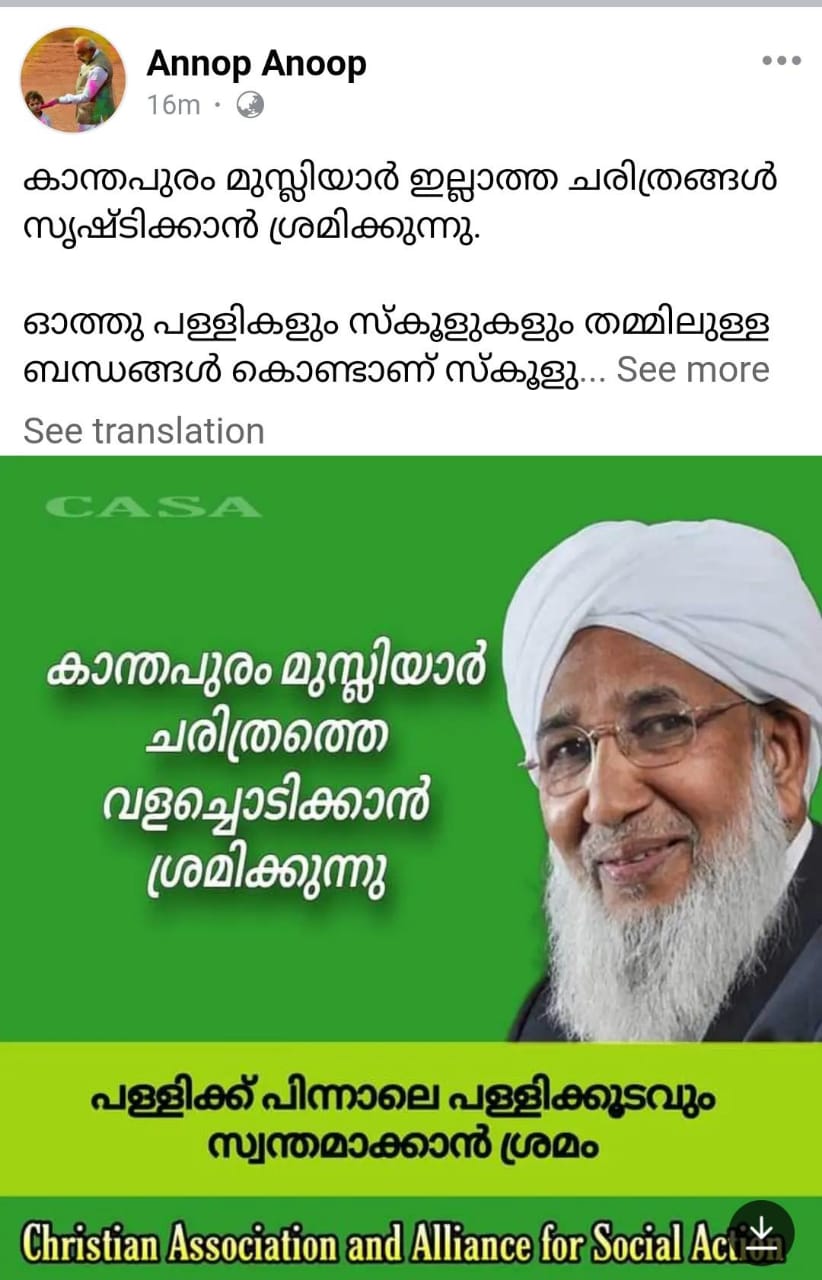 Annop Anoop
16m
കാന്തപുരം മുസ്ലിയാർ ഇല്ലാത്ത ചരിത്രങ്ങൾ
സൃഷ്ടിക്കാൻ ശ്രമിക്കുന്നു.
ഓത്തു പള്ളികളും സ്കൂളുകളും തമ്മിലുള്ള
ബന്ധങ്ങൾ കൊണ്ടാണ് സ്കൂളു... See more
See translation
CASA
കാന്തപുരം മുസ്ലിയാർ
ചരിത്രത്തെ
വളച്ചൊടിക്കാൻ
ശ്രമിക്കുന്നു
പള്ളിക്ക് പിന്നാലെ പള്ളിക്കൂടവും
സ്വന്തമാക്കാൻ ശ്രമം
Christian Association and Alliance for Social Action